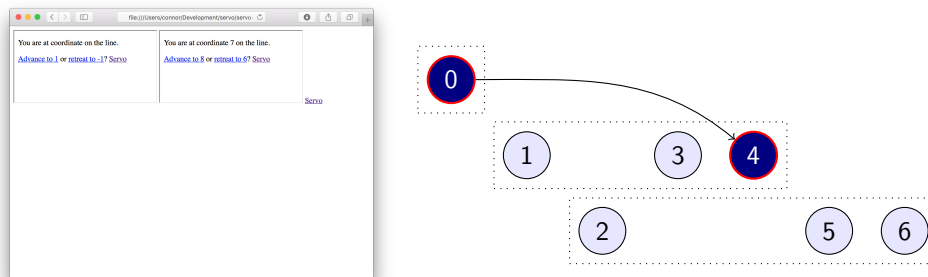 file:///Users/connor/Development/servo/servo-
You are at coordinate on the line.
Advance to 1 or retreat to -1? Servo
You are at coordinate 7 on the line.
Advance to 8 or retreat to 6? Servo
Servo
0
1 3 4
2 5 6